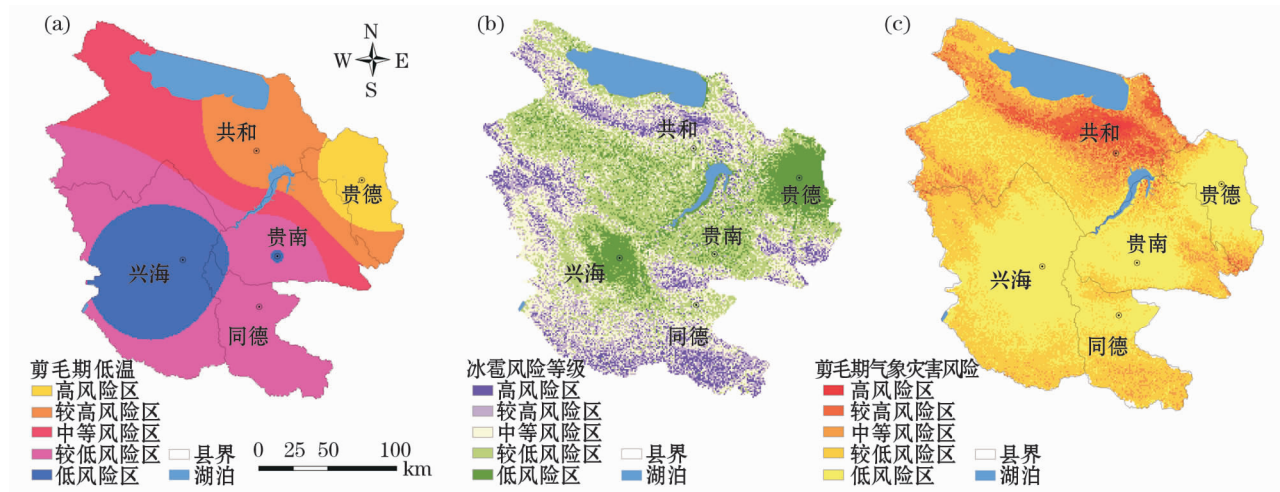 (a)
N
W E
S
共和
贵德
贵南
兴海
同德
剪毛期低温
高风险区
较高风险区
中等风险区
较低风险区
低风险区
县界
湖泊
0 25 50 100
km
(b)
共和
贵德
贵南
兴海
同德
冰雹风险等级
高风险区
较高风险区
中等风险区
较低风险区
低风险区
县界
湖泊
(c)
共和
贵德
贵南
兴海
同德
剪毛期气象灾害风险
高风险区
较高风险区
中等风险区
较低风险区
低风险区
县界
湖泊